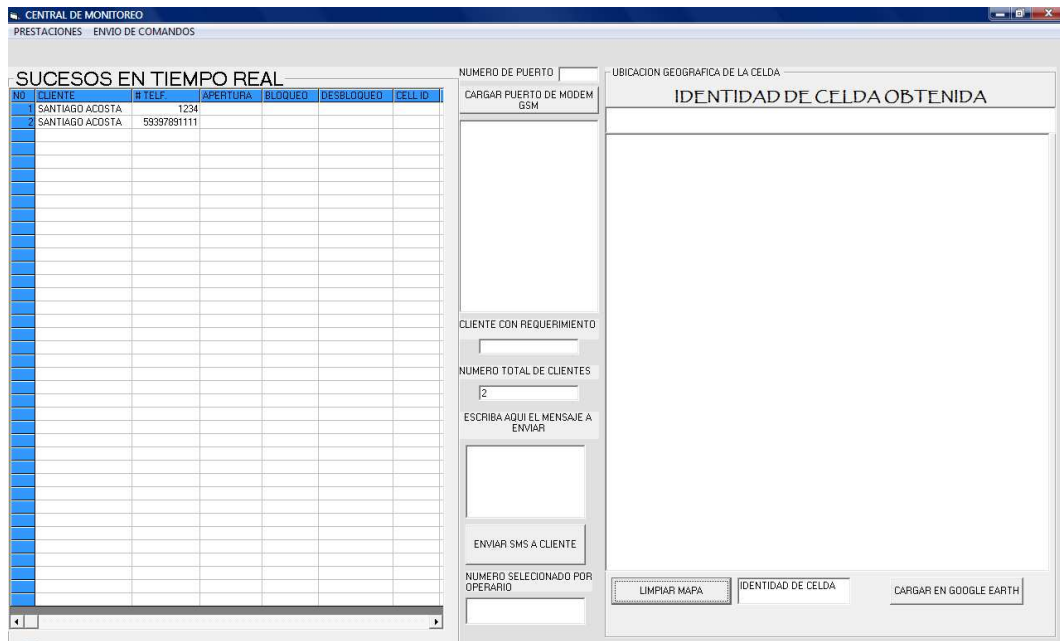 CENTRAL DE MONITOREO
PRESTACIONES ENVIO DE COMANDOS
SUCESOS EN TIEMPO REAL
NO CLIENTE # TELF. APERTURA BLOQUEO DESBLOQUEO CELL ID
1 SANTIAGO ACOSTA 1234
2 SANTIAGO ACOSTA 59397891111
NUMERO DE PUERTO
CARGAR PUERTO DE MODEM
GSM
CLIENTE CON REQUERIMIENTO
NUMERO TOTAL DE CLIENTES
2
ESCRIBA AQUI EL MENSAJE A
ENVIAR
ENVIAR SMS A CLIENTE
NUMERO SELECIONADO POR
OPERARIO
UBICACION GEOGRAFICA DE LA CELDA
IDENTIDAD DE CELDA OBTENIDA
LIMPIAR MAPA
IDENTIDAD DE CELDA
CARGAR EN GOOGLE EARTH